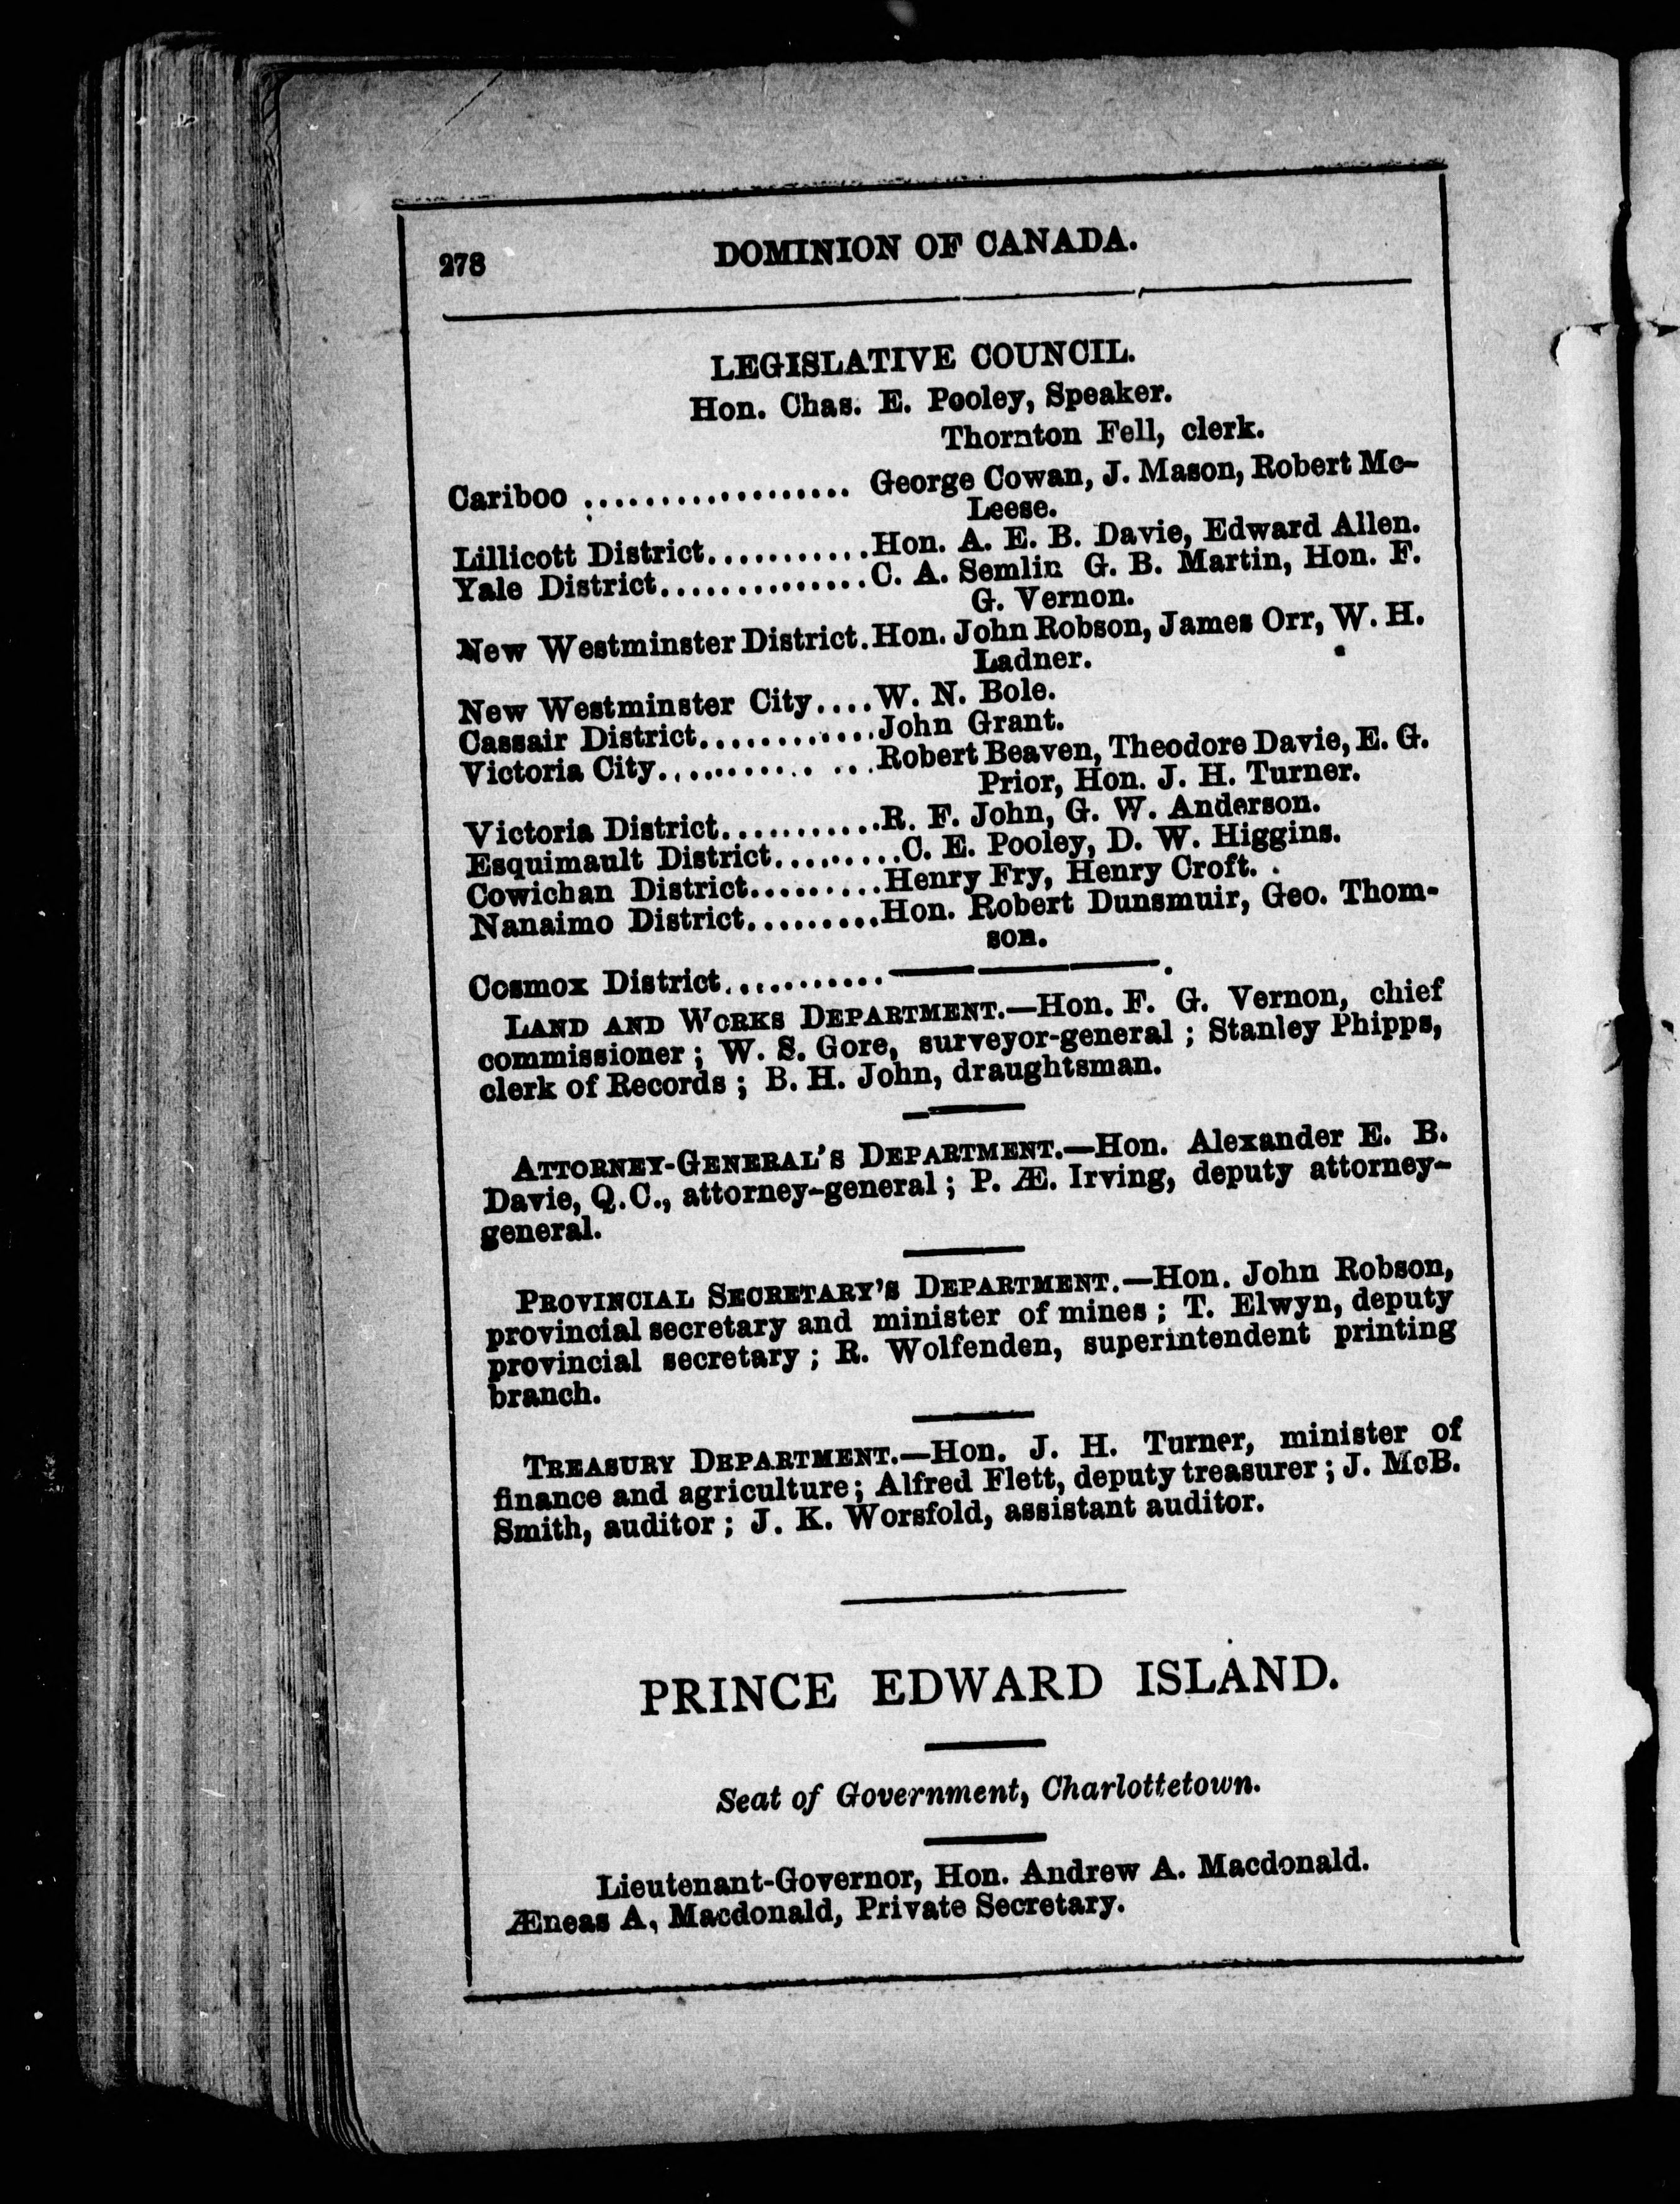 278
DOMINION OF CANADA.
LEGISLATIVE COUNCIL.
Hon. Chas. E. Pooley, Speaker.
Thornton Fell, clerk.
Cariboo .................. George Cowan, J. Mason, Robert Mc-
Leese.
Lillicott District...........Hon. A. E. B. Davie, Edward Allen.
Yale District..............C. A. Semlin G. B. Martin, Hon. F.
G. Vernon.
New Westminster District.Hon. John Robson, James Orr, W. H.
Ladner.
New Westminster City....W. N. Bole.
Cassair District............John Grant.
Victoria City........... ...Robert Beaven, Theodore Davie, E. G.
Prior, Hon. J. H. Turner.
Victoria District...........R. F. John, G. W. Anderson.
Esquimault District.........C. E. Pooley, D. W. Higgins.
Cowichan District.........Henry Fry, Henry Croft.
Nanaimo District.........Hon. Robert Dunsmuir, Geo. Thom-
son.
Cosmox District...........— — —.
LAND AND WORKS DEPARTMENT.—Hon. F. G. Vernon, chief
commissioner; W. S. Gore, surveyor-general; Stanley Phipps,
clerk of Records; B. H. John, draughtsman.
ATTORNEY-GENERAL'S DEPARTMENT.—Hon. Alexander E. B.
Davie, Q.C., attorney-general; P. Æ. Irving, deputy attorney-
general.
PROVINCIAL SECRETARY'S DEPARTMENT.—Hon. John Robson,
provincial secretary and minister of mines; T. Elwyn, deputy
provincial secretary; R. Wolfenden, superintendent printing
branch.
TREASURY DEPARTMENT.—Hon. J. H. Turner, minister of
finance and agriculture; Alfred Flett, deputy treasurer; J. McB.
Smith, auditor; J. K. Worsfold, assistant auditor.
PRINCE EDWARD ISLAND.
Seat of Government, Charlottetown.
Lieutenant-Governor, Hon. Andrew A. Macdonald.
Æneas A, Macdonald, Private Secretary.